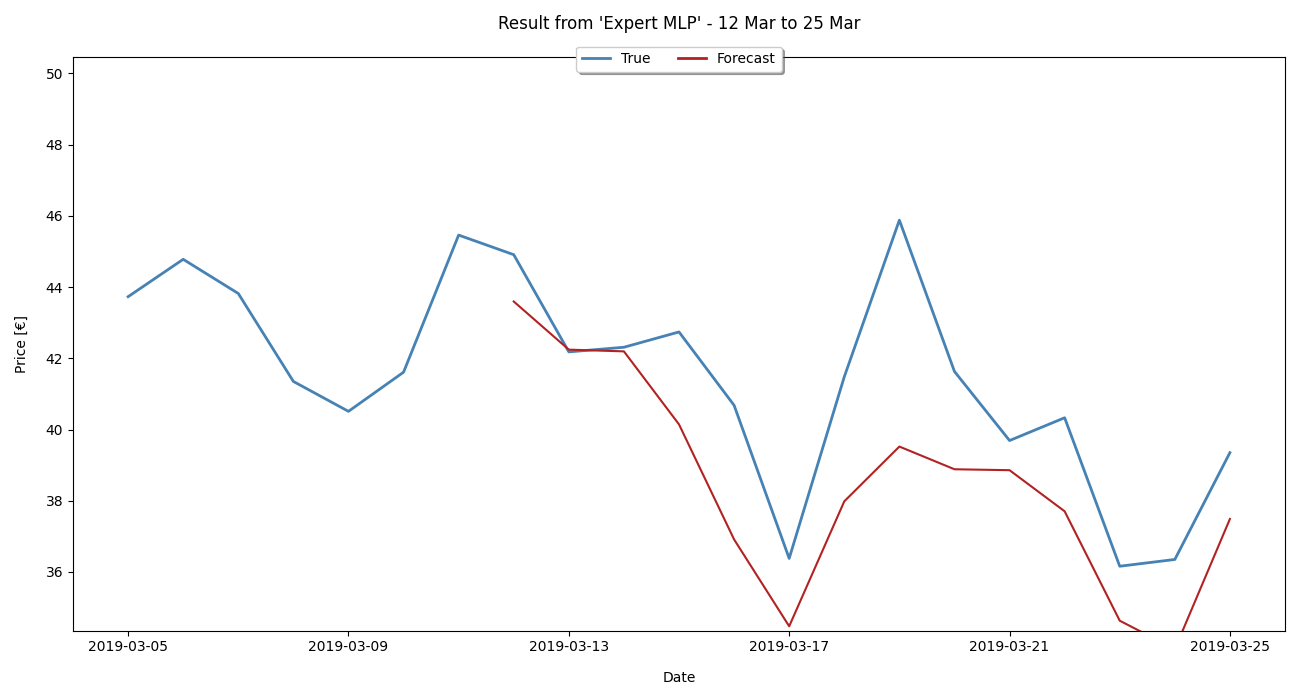 Result from 'Expert MLP' - 12 Mar to 25 Mar
True Forecast
50
48
46
44
42
40
38
36
Price [€]
2019-03-05 2019-03-09 2019-03-13 2019-03-17 2019-03-21 2019-03-25
Date